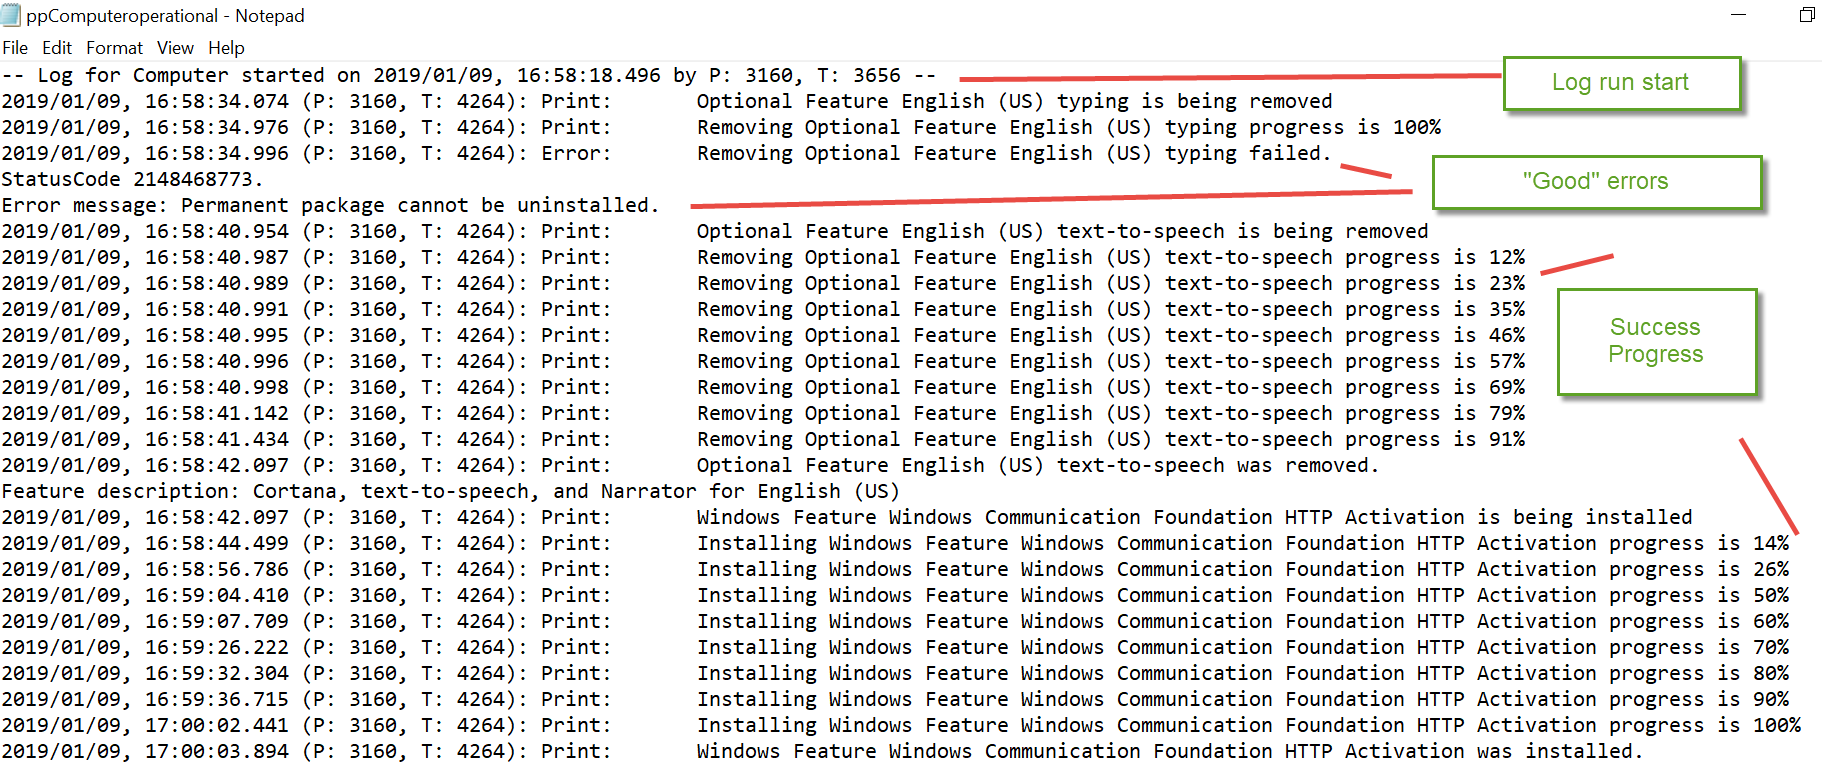 ppComputeroperational - Notepad
File Edit Format View Help
-- Log for Computer started on 2019/01/09, 16:58:18.496 by P: 3160, T: 3656 --
Log run start
2019/01/09, 16:58:34.074 (P: 3160, T: 4264): Print: Optional Feature English (US) typing is being removed
2019/01/09, 16:58:34.976 (P: 3160, T: 4264): Print: Removing Optional Feature English (US) typing progress is 100%
2019/01/09, 16:58:34.996 (P: 3160, T: 4264): Error: Removing Optional Feature English (US) typing failed.
StatusCode 2148468773.
"Good" errors
Error message: Permanent package cannot be uninstalled.
2019/01/09, 16:58:40.954 (P: 3160, T: 4264): Print: Optional Feature English (US) text-to-speech is being removed
2019/01/09, 16:58:40.987 (P: 3160, T: 4264): Print: Removing Optional Feature English (US) text-to-speech progress is 12%
2019/01/09, 16:58:40.989 (P: 3160, T: 4264): Print: Removing Optional Feature English (US) text-to-speech progress is 23%
2019/01/09, 16:58:40.991 (P: 3160, T: 4264): Print: Removing Optional Feature English (US) text-to-speech progress is 35%
2019/01/09, 16:58:40.995 (P: 3160, T: 4264): Print: Removing Optional Feature English (US) text-to-speech progress is 46%
2019/01/09, 16:58:40.996 (P: 3160, T: 4264): Print: Removing Optional Feature English (US) text-to-speech progress is 57%
2019/01/09, 16:58:40.998 (P: 3160, T: 4264): Print: Removing Optional Feature English (US) text-to-speech progress is 69%
2019/01/09, 16:58:41.142 (P: 3160, T: 4264): Print: Removing Optional Feature English (US) text-to-speech progress is 79%
2019/01/09, 16:58:41.434 (P: 3160, T: 4264): Print: Removing Optional Feature English (US) text-to-speech progress is 91%
Success
Progress
2019/01/09, 16:58:42.097 (P: 3160, T: 4264): Print: Optional Feature English (US) text-to-speech was removed.
Feature description: Cortana, text-to-speech, and Narrator for English (US)
2019/01/09, 16:58:42.097 (P: 3160, T: 4264): Print: Windows Feature Windows Communication Foundation HTTP Activation is being installed
2019/01/09, 16:58:44.499 (P: 3160, T: 4264): Print: Installing Windows Feature Windows Communication Foundation HTTP Activation progress is 14%
2019/01/09, 16:58:56.786 (P: 3160, T: 4264): Print: Installing Windows Feature Windows Communication Foundation HTTP Activation progress is 26%
2019/01/09, 16:59:04.410 (P: 3160, T: 4264): Print: Installing Windows Feature Windows Communication Foundation HTTP Activation progress is 50%
2019/01/09, 16:59:07.709 (P: 3160, T: 4264): Print: Installing Windows Feature Windows Communication Foundation HTTP Activation progress is 60%
2019/01/09, 16:59:26.222 (P: 3160, T: 4264): Print: Installing Windows Feature Windows Communication Foundation HTTP Activation progress is 70%
2019/01/09, 16:59:32.304 (P: 3160, T: 4264): Print: Installing Windows Feature Windows Communication Foundation HTTP Activation progress is 80%
2019/01/09, 16:59:36.715 (P: 3160, T: 4264): Print: Installing Windows Feature Windows Communication Foundation HTTP Activation progress is 90%
2019/01/09, 17:00:02.441 (P: 3160, T: 4264): Print: Installing Windows Feature Windows Communication Foundation HTTP Activation progress is 100%
2019/01/09, 17:00:03.894 (P: 3160, T: 4264): Print: Windows Feature Windows Communication Foundation HTTP Activation was installed.